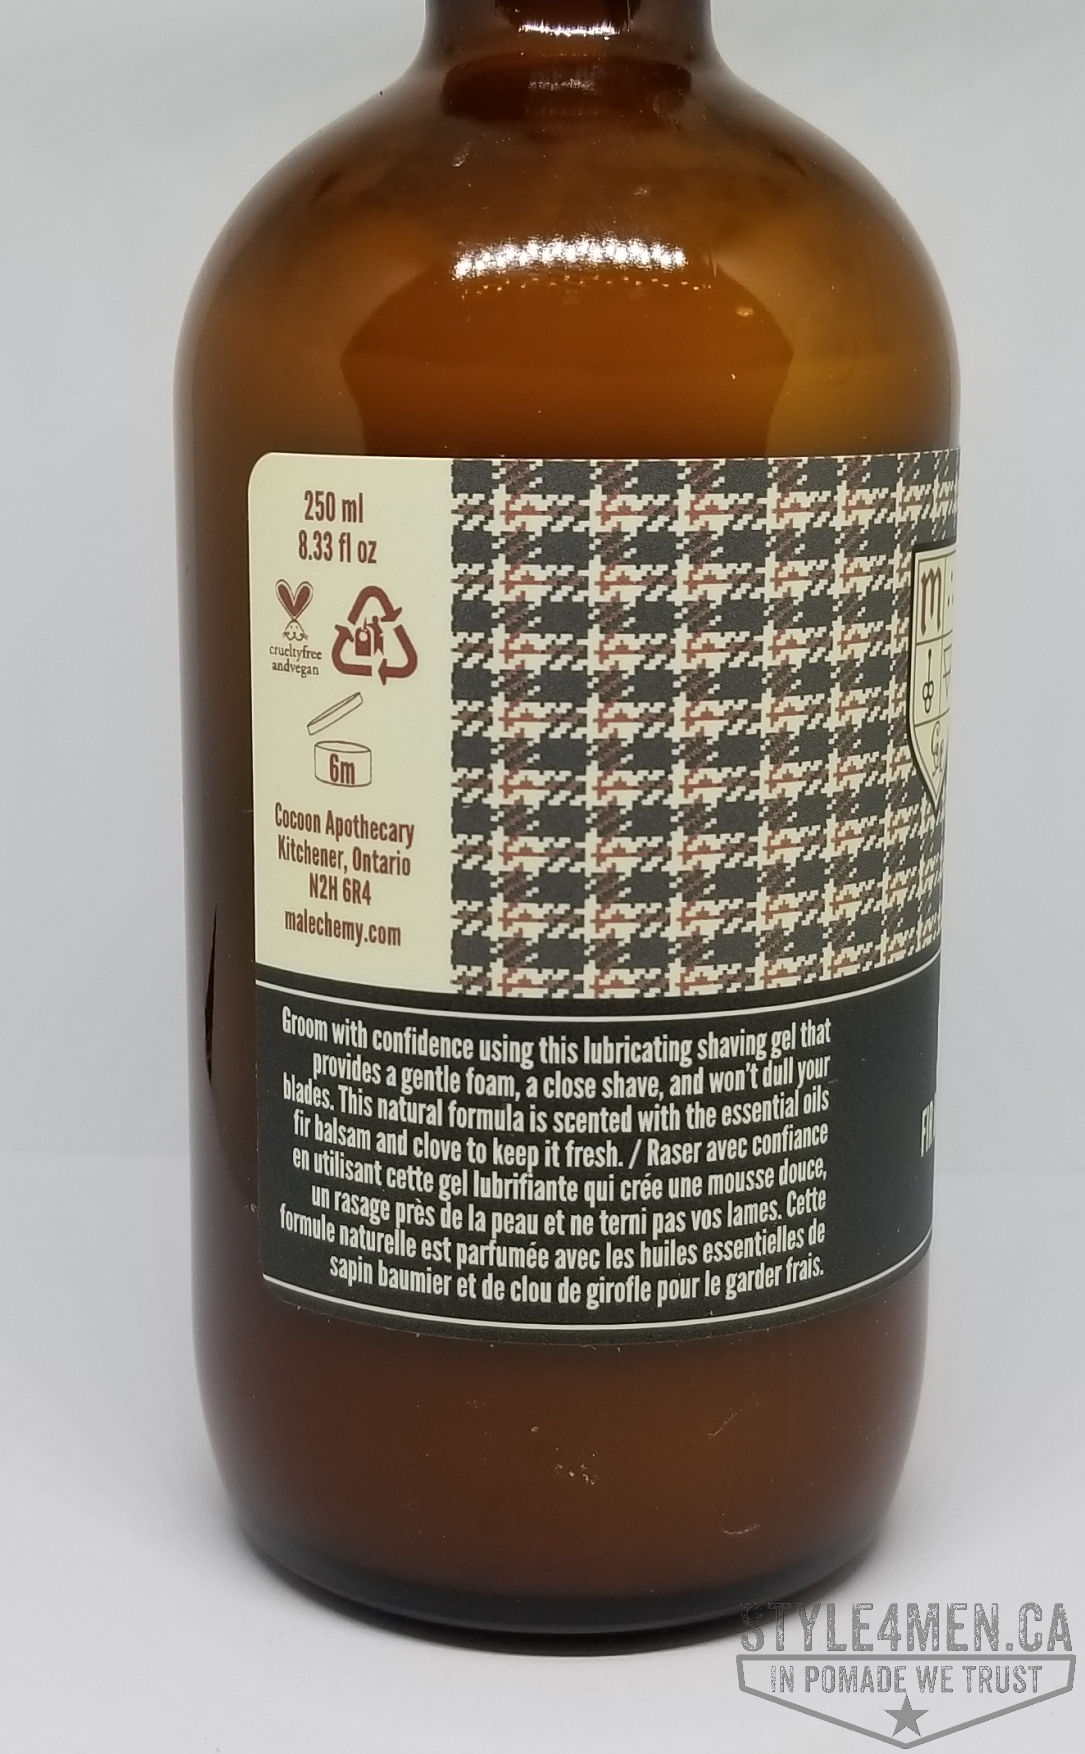 250 ml
8.33 fl oz
crueltyfree
andvegan
6m
Cocoon Apothecary
Kitchener, Ontario
N2H 6R4
malechemy.com
M
Groom with confidence using this lubricating shaving gel that
provides a gentle foam, a close shave, and won't dull your
blades. This natural formula is scented with the essential oils
fir balsam and clove to keep it fresh. / Raser avec confiance
en utilisant cette gel lubrifiante qui crée une mousse douce,
un rasage près de la peau et ne terni pas vos lames. Cette
formule naturelle est parfumée avec les huiles essentielles de
sapin baumier et de clou de girofle pour le garder frais.
STYLE4MEN.CA
IN POMADE WE TRUST